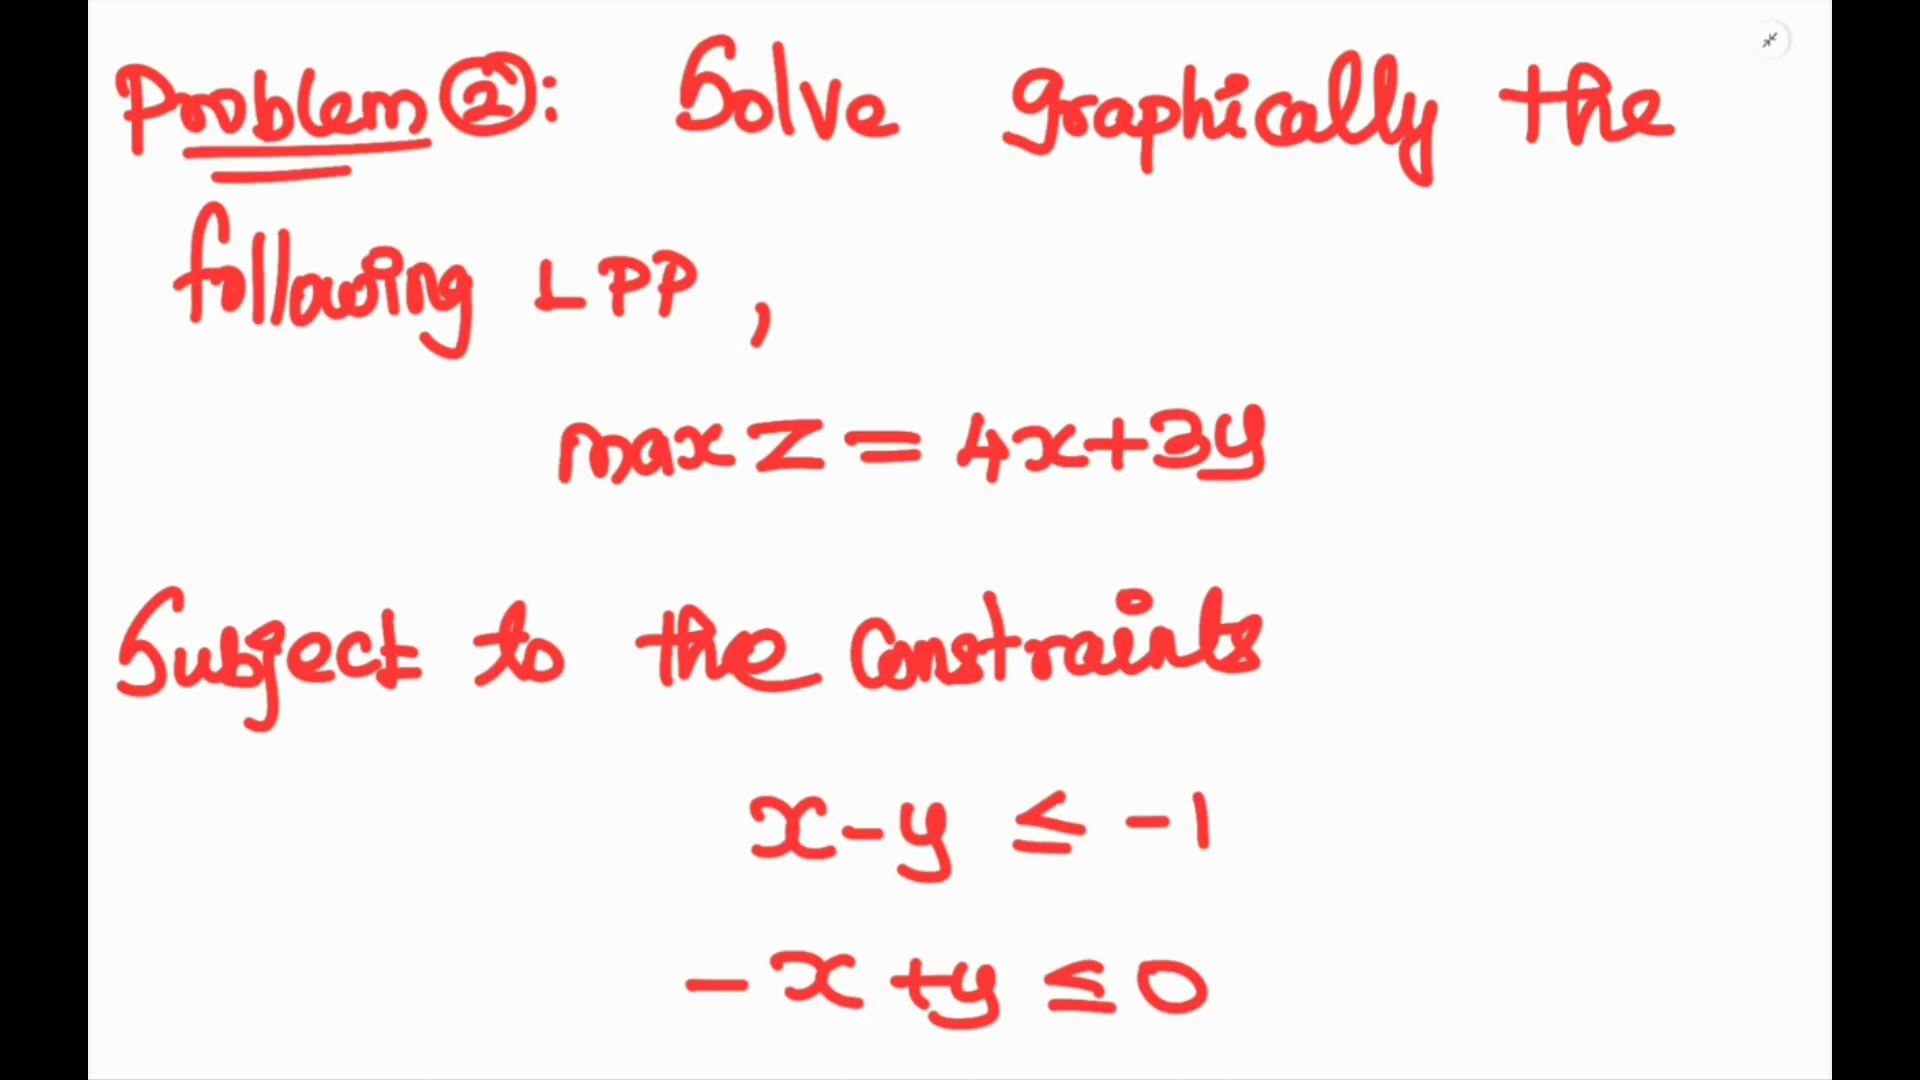 Problem ②: Solve graphically the
following LPP,
max Z = 4x+3y
Subject to the constraints
x-y ≤ -1
-x+y ≤ 0